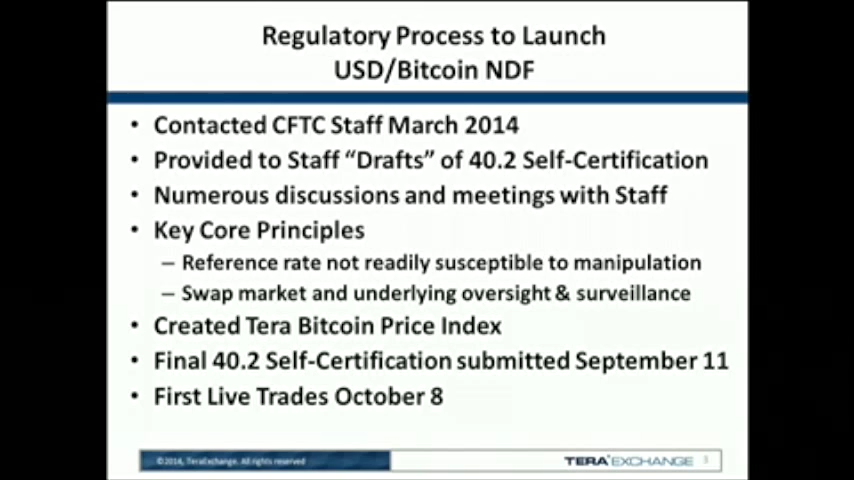 Regulatory Process to Launch
USD/Bitcoin NDF
• Contacted CFTC Staff March 2014
• Provided to Staff “Drafts” of 40.2 Self-Certification
• Numerous discussions and meetings with Staff
• Key Core Principles
– Reference rate not readily susceptible to manipulation
– Swap market and underlying oversight & surveillance
• Created Tera Bitcoin Price Index
• Final 40.2 Self-Certification submitted September 11
• First Live Trades October 8
©2014, TeraExchange. All rights reserved
TERA EXCHANGE 3